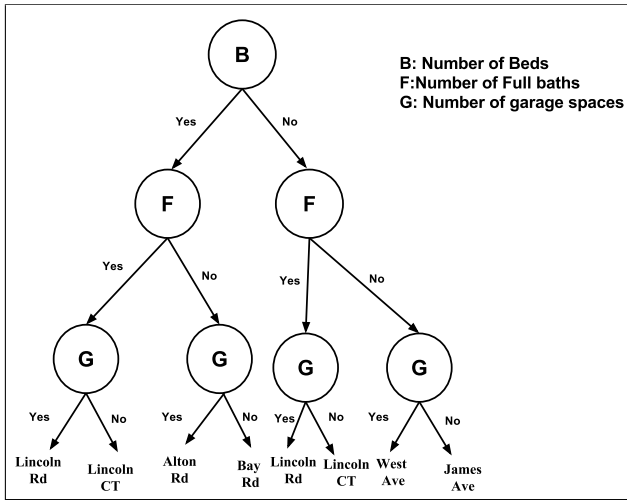 B
B: Number of Beds
F:Number of Full baths
G: Number of garage spaces
Yes
No
F
F
Yes
No
Yes
No
G
G
G
G
Yes
No
Yes
No
Yes
No
Yes
No
Lincoln
Rd
Lincoln
CT
Alton
Rd
Bay
Rd
Lincoln
Rd
Lincoln
CT
West
Ave
James
Ave